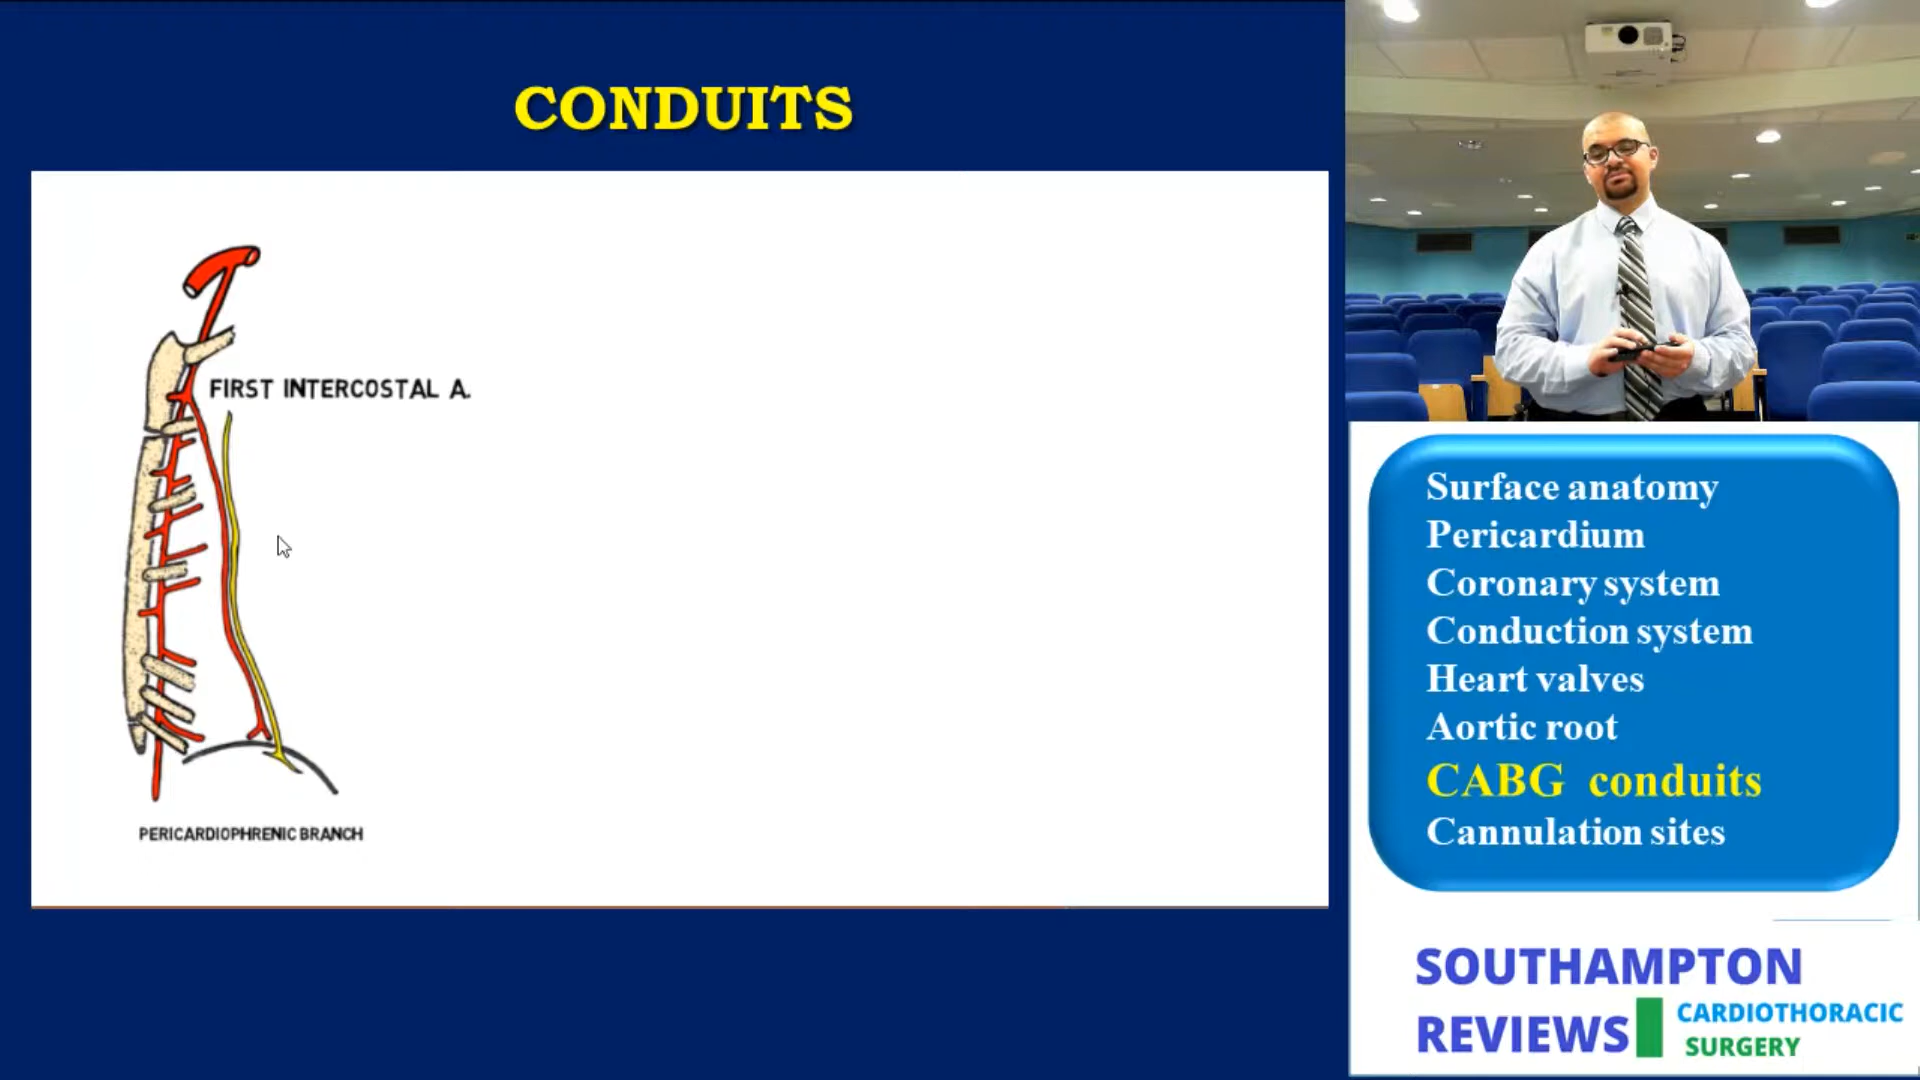 CONDUITS
FIRST INTERCOSTAL A.
PERICARDIOPHRENIC BRANCH
Surface anatomy
Pericardium
Coronary system
Conduction system
Heart valves
Aortic root
CABG conduits
Cannulation sites
SOUTHAMPTON
REVIEWS
CARDIOTHORACIC
SURGERY